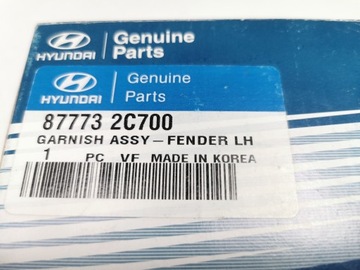 HYUNDAI
Genuine
Parts
HYUNDAI
Genuine
Parts
87773 2C700
GARNISH ASSY-FENDER LH
1 PC VF MADE IN KOREA